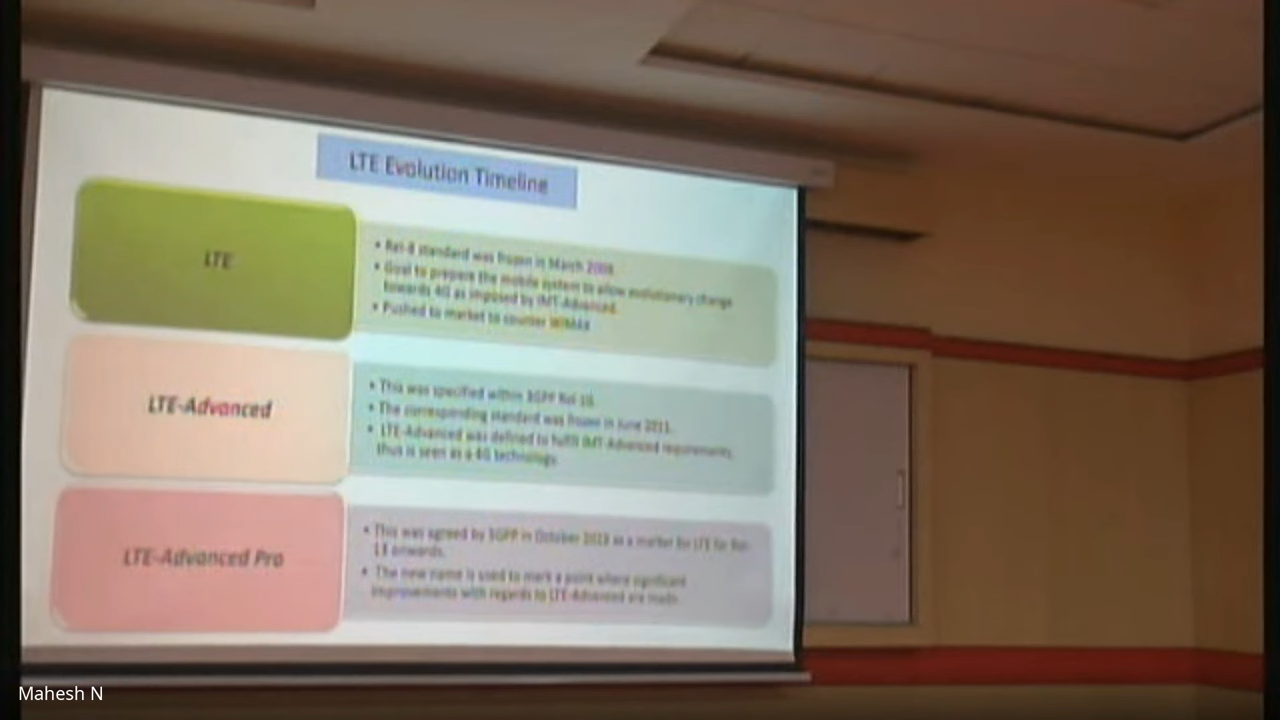 LTE Evolution Timeline
LTE
• Rel-8 standard was frozen in March
• Goal to prepare the mobile system to allow evolutionary change
towards 4G as imposed by IMT-Advanced.
• Pushed to market to counter WiMAX
LTE-Advanced
• This was specified within 3GPP Rel-10.
• The corresponding standard was frozen in June 2011.
• LTE-Advanced was defined to fulfill IMT-Advanced requirements,
thus is seen as a 4G technology.
LTE-Advanced Pro
• This was agreed by 3GPP in October as a marker for LTE for Rel-
13 onwards.
• The new name is used to mark a point where significant
improvements with regards to LTE-Advanced are made.
Mahesh N